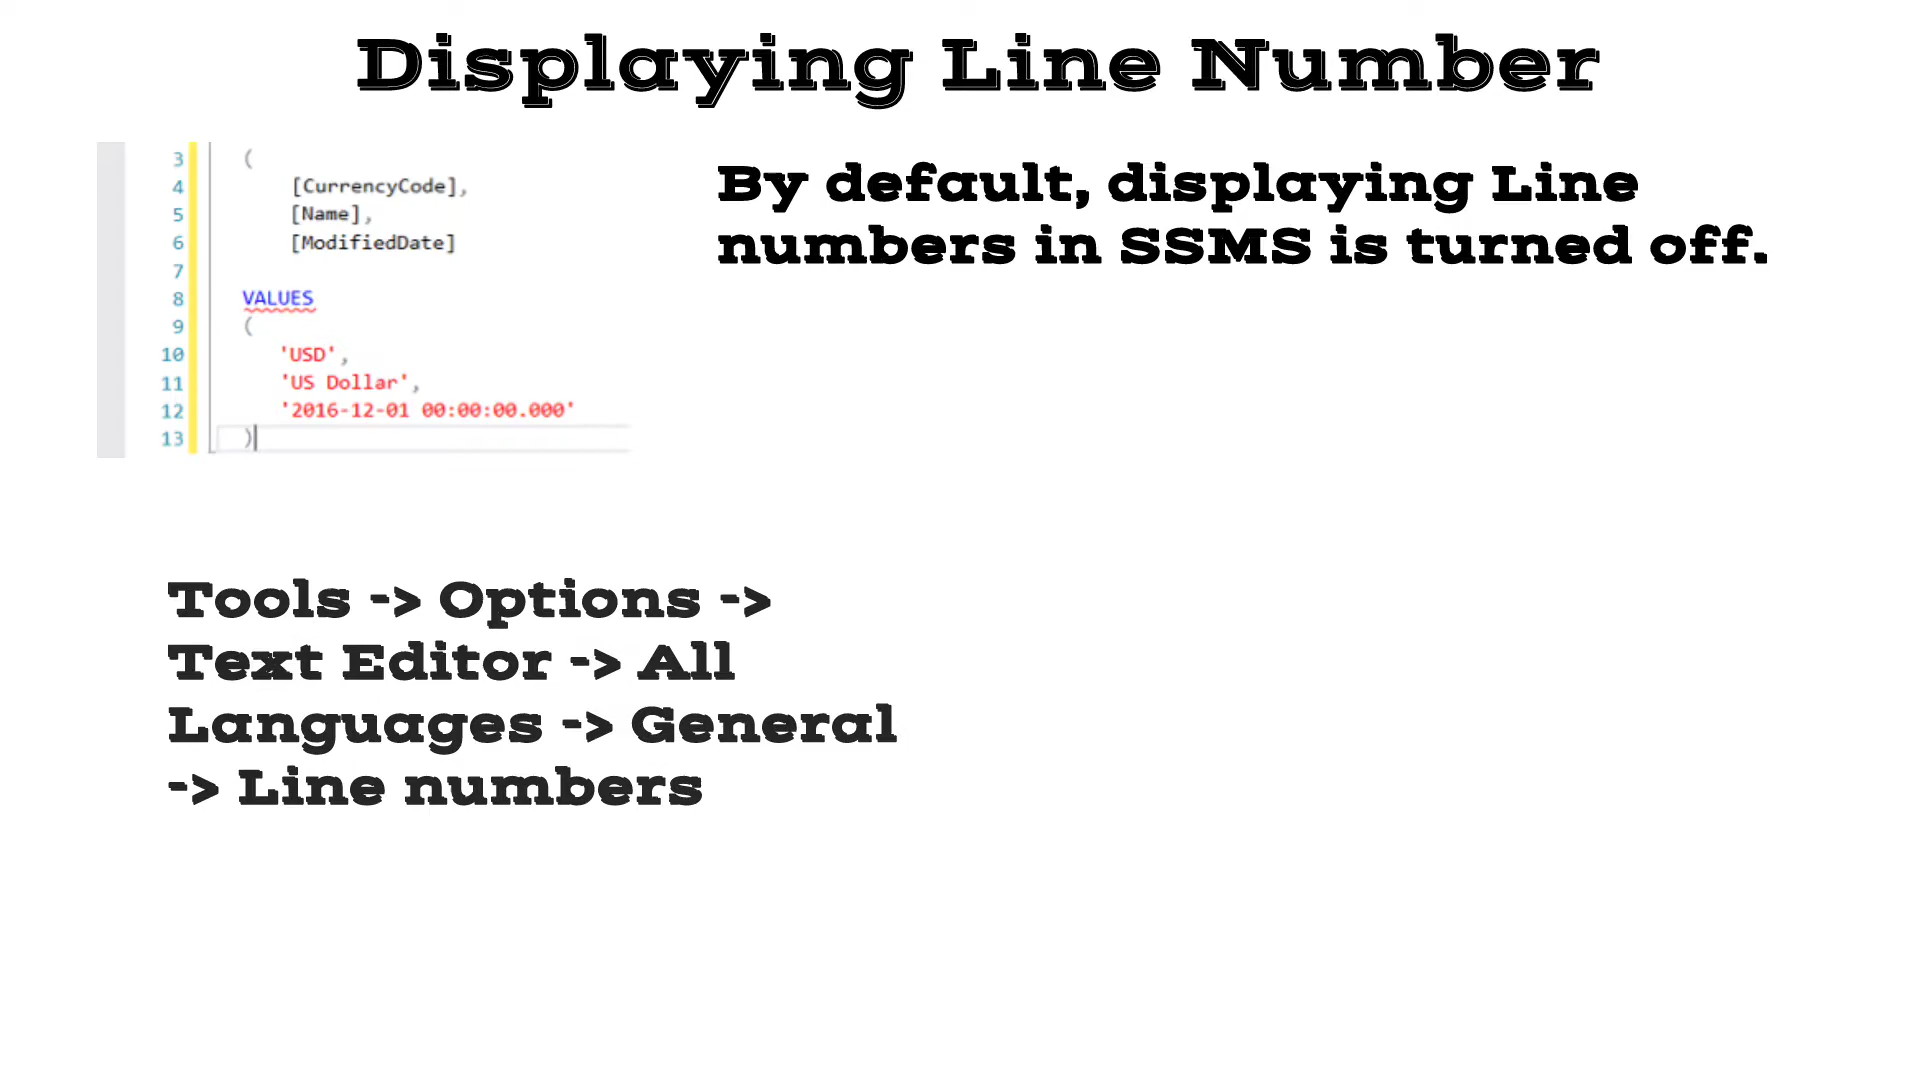 Displaying Line Number
3 (
4 [CurrencyCode],
5 [Name],
6 [ModifiedDate]
7
8 VALUES
9 (
10 'USD',
11 'US Dollar',
12 '2016-12-01 00:00:00.000'
13 )
By default, displaying Line
numbers in SSMS is turned off.
Tools -> Options ->
Text Editor -> All
Languages -> General
-> Line numbers